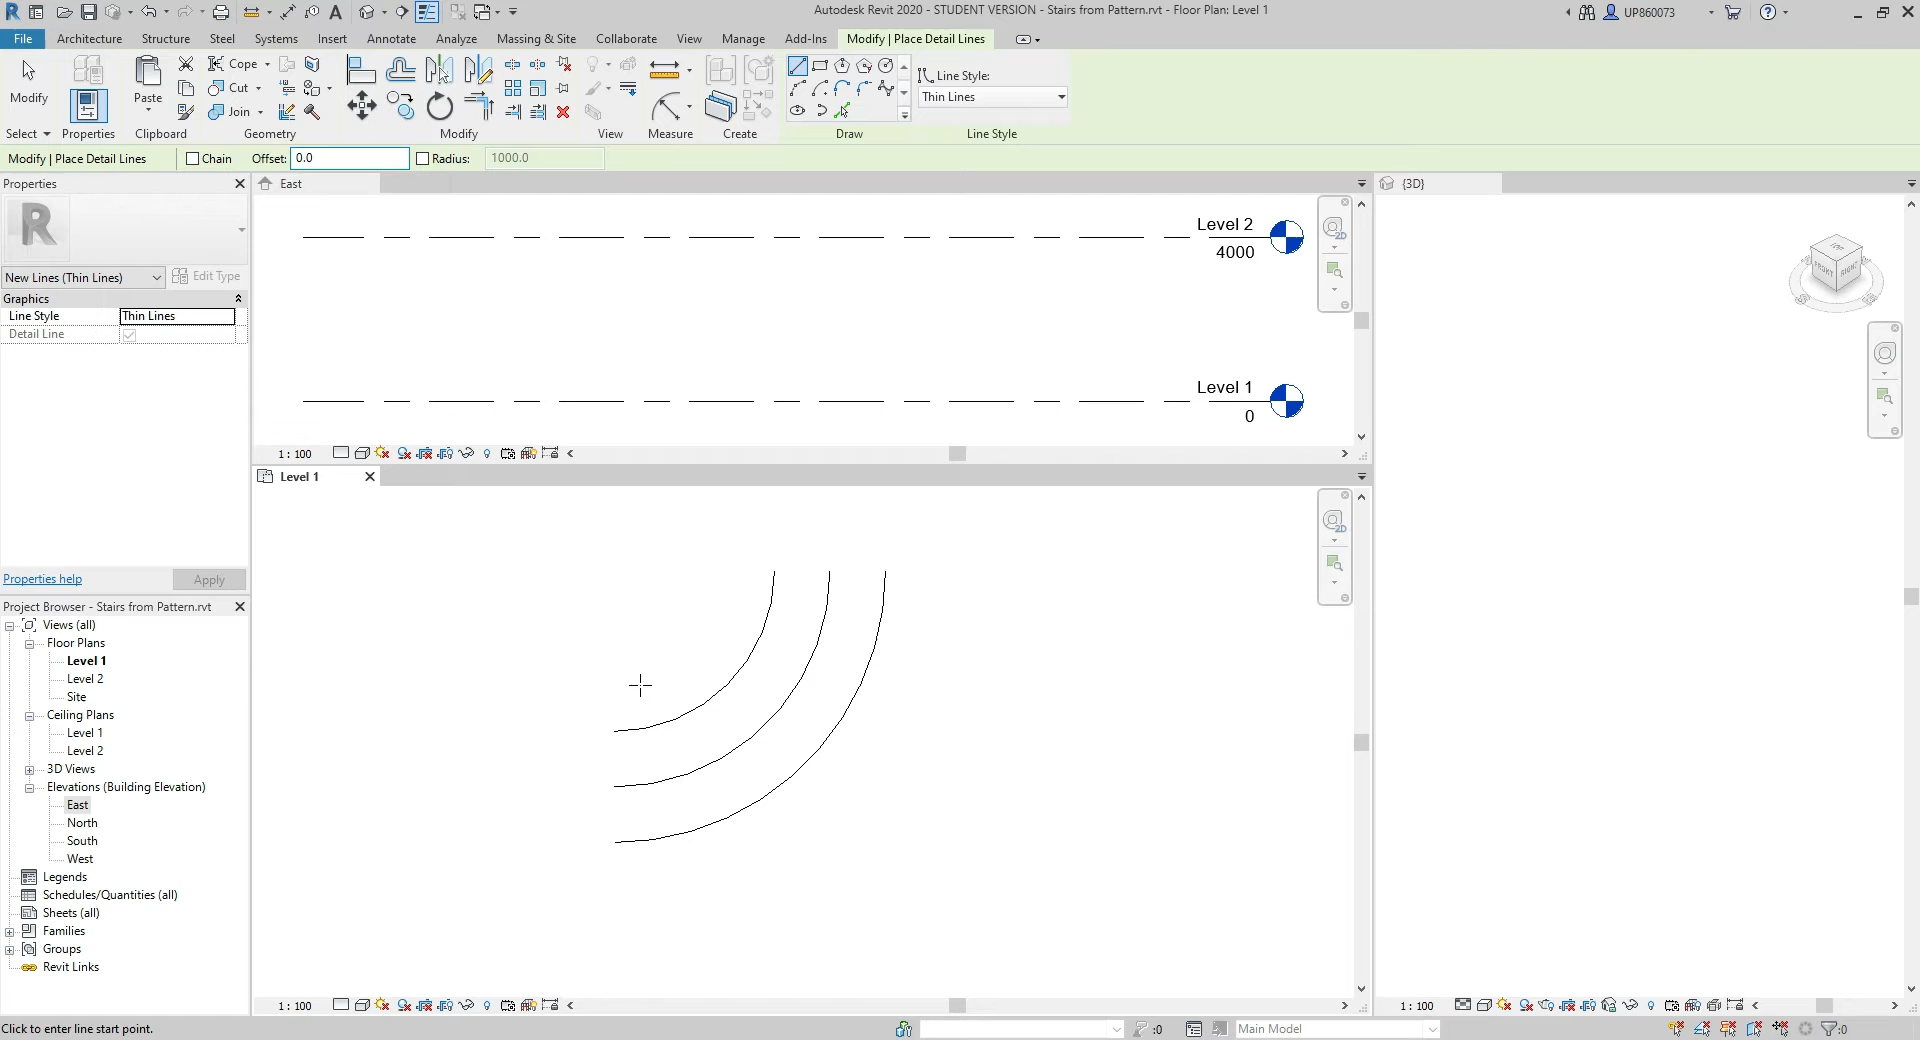 Autodesk Revit 2020 - STUDENT VERSION - Stairs from Pattern.rvt - Floor Plan: Level 1
UP860073
File Architecture Structure Steel Systems Insert Annotate Analyze Massing & Site Collaborate View Manage Add-Ins Modify | Place Detail Lines
Cope
Cut
Join
Modify
Paste
Line Style:
Thin Lines
Select Properties Clipboard Geometry Modify View Measure Create Draw Line Style
Modify | Place Detail Lines Chain Offset: 0.0 Radius: 1000.0
Properties
East
{3D}
New Lines (Thin Lines) Edit Type
Graphics
Line Style Thin Lines
Detail Line
Properties help Apply
Level 2
4000
Level 1
0
TOP
FRONT
RIGHT
1 : 100
Level 1
Project Browser - Stairs from Pattern.rvt
Views (all)
Floor Plans
Level 1
Level 2
Site
Ceiling Plans
Level 1
Level 2
3D Views
Elevations (Building Elevation)
East
North
South
West
Legends
Schedules/Quantities (all)
Sheets (all)
Families
Groups
Revit Links
1 : 100
1 : 100
Click to enter line start point.
:0
Main Model
:0